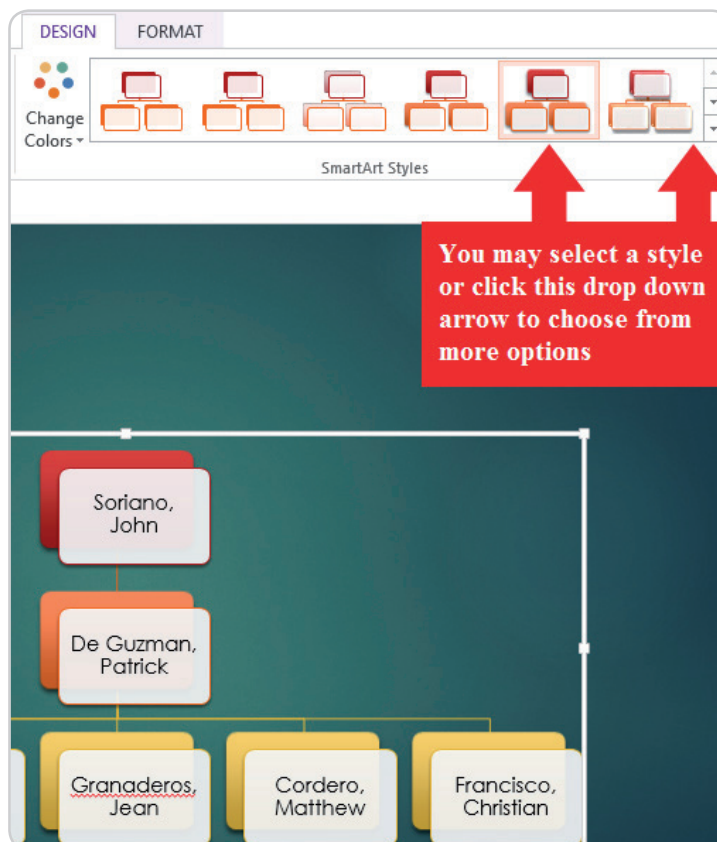 DESIGN FORMAT
Change
Colors
SmartArt Styles
You may select a style
or click this drop down
arrow to choose from
more options
Soriano,
John
De Guzman,
Patrick
Granaderos,
Jean
Cordero,
Matthew
Francisco,
Christian